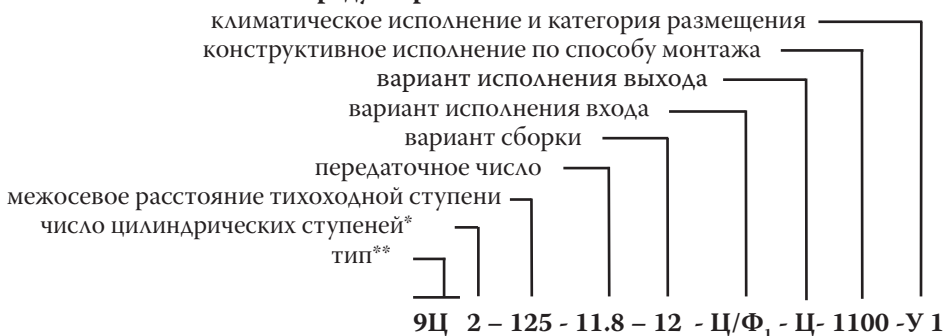 климатическое исполнение и категория размещения
конструктивное исполнение по способу монтажа
вариант исполнения выхода
вариант исполнения входа
вариант сборки
передаточное число
межосевое расстояние тихоходной ступени
число цилиндрических ступеней*
тип**
9Ц 2 – 125 - 11.8 – 12 - Ц/Ф1 - Ц- 1100 -У 1